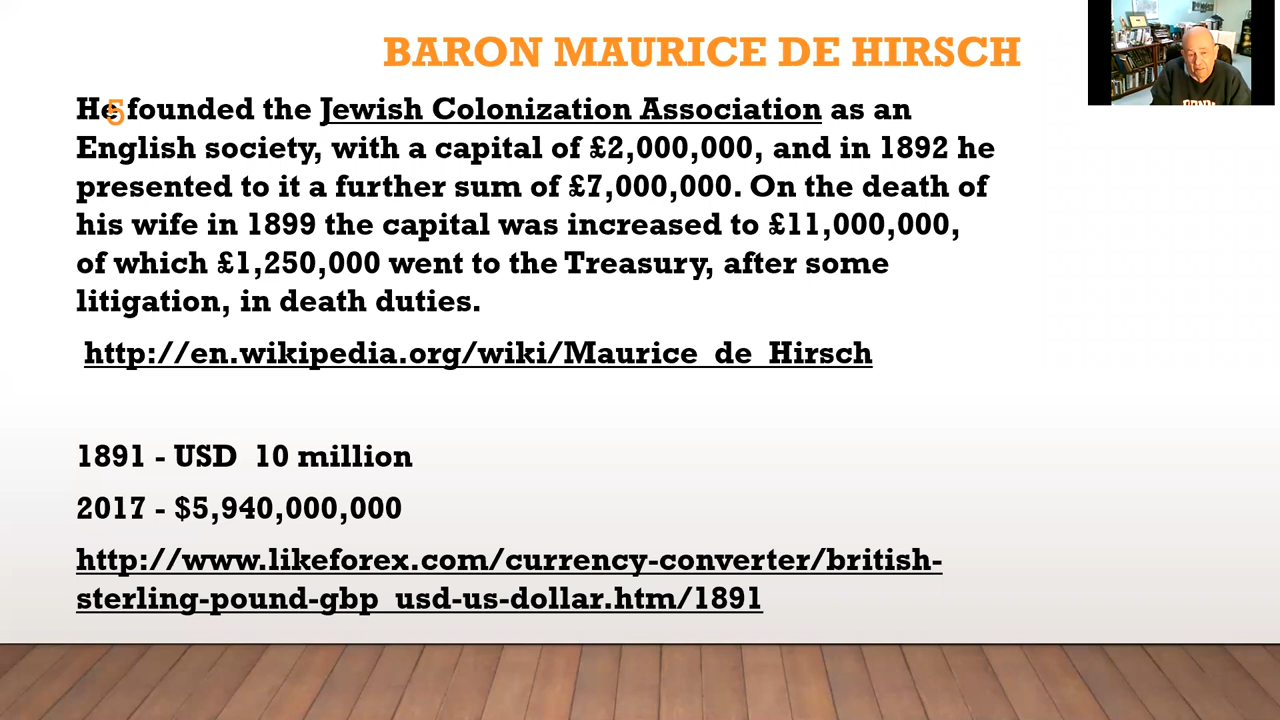 BARON MAURICE DE HIRSCH
5
He founded the Jewish Colonization Association as an
English society, with a capital of £2,000,000, and in 1892 he
presented to it a further sum of £7,000,000. On the death of
his wife in 1899 the capital was increased to £11,000,000,
of which £1,250,000 went to the Treasury, after some
litigation, in death duties.
http://en.wikipedia.org/wiki/Maurice_de_Hirsch
1891 - USD 10 million
2017 - $5,940,000,000
http://www.likeforex.com/currency-converter/british-
sterling-pound-gbp_usd-us-dollar.htm/1891